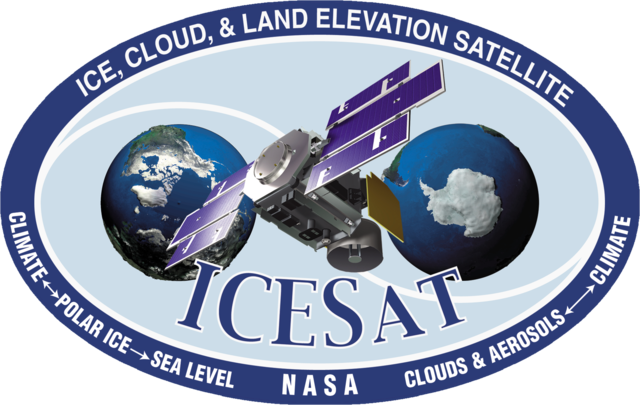 ICE, CLOUD, & LAND ELEVATION SATELLITE
ICESAT
CLIMATE↔POLAR ICE→SEA LEVEL
NASA
CLOUDS & AEROSOLS↔CLIMATE